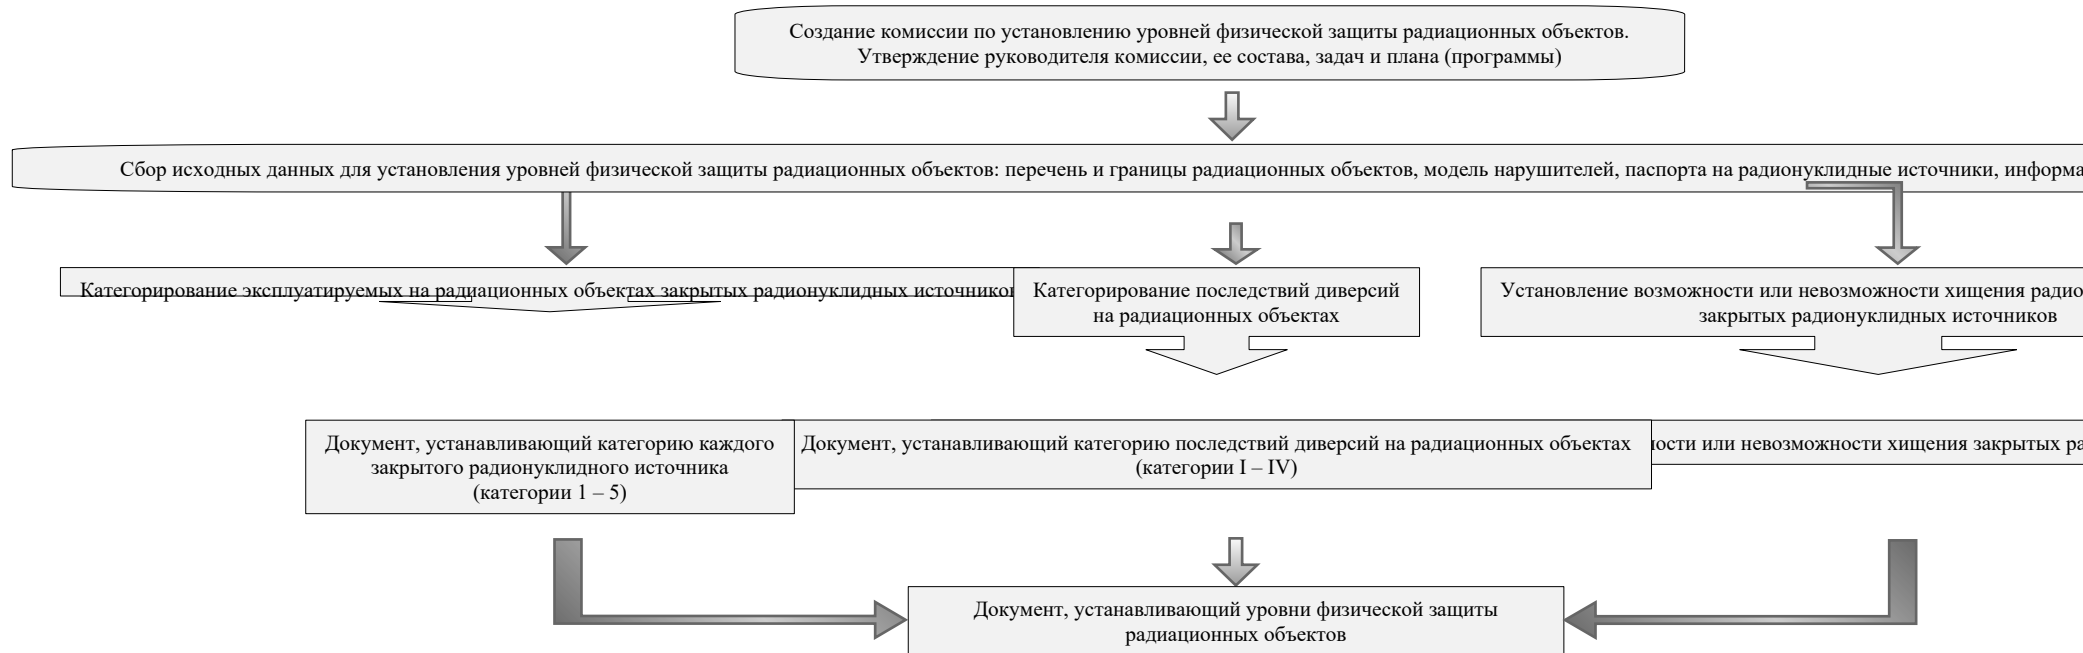 Создание комиссии по установлению уровней физической защиты радиационных объектов.
Утверждение руководителя комиссии, ее состава, задач и плана (программы)
Сбор исходных данных для установления уровней физической защиты радиационных объектов: перечень и границы радиационных объектов, модель нарушителей, паспорта на радионуклидные источники, информа
Категорирование эксплуатируемых на радиационных объектах закрытых радионуклидных источников
Категорирование последствий диверсий
на радиационных объектах
Установление возможности или невозможности хищения радио
закрытых радионуклидных источников
Документ, устанавливающий категорию каждого
закрытого радионуклидного источника
(категории 1 – 5)
Документ, устанавливающий категорию последствий диверсий на радиационных объектах
(категории I – IV)
ности или невозможности хищения закрытых ра
Документ, устанавливающий уровни физической защиты
радиационных объектов